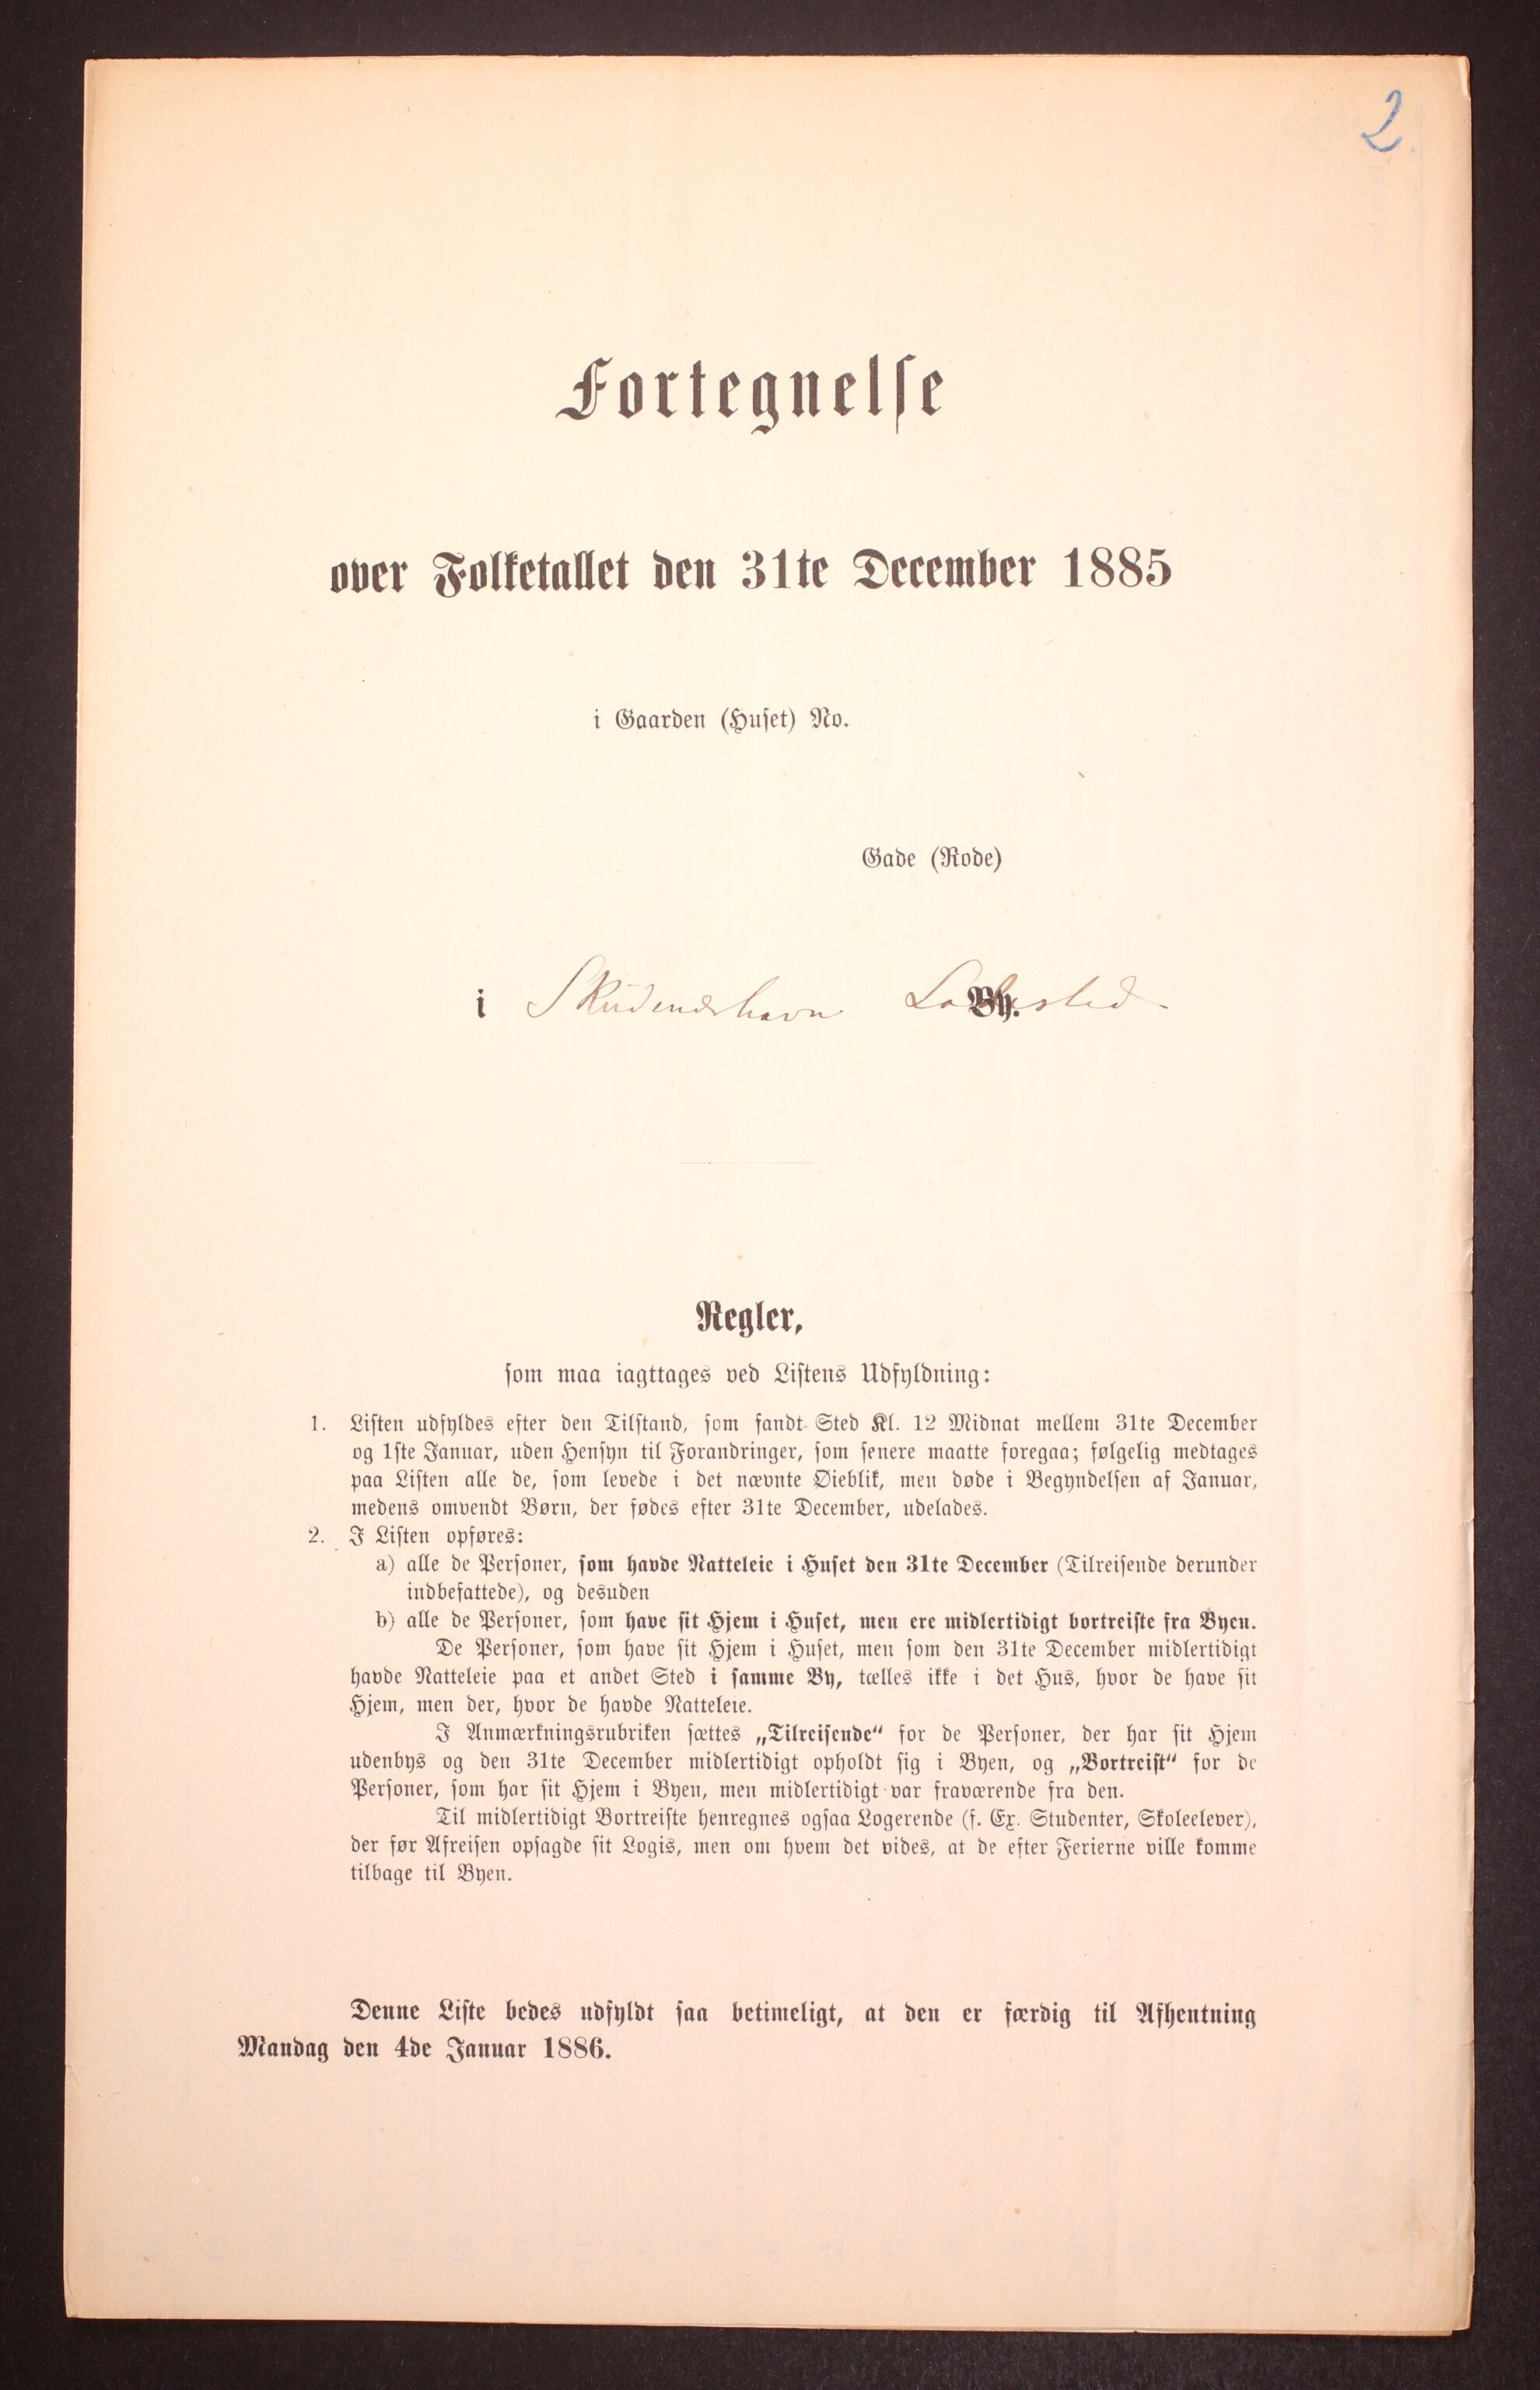 2.
Fortegnelse
over Folketallet den 31te December 1885
i Gaarden (Huset) No.
Gade (Rode)
i Skudenæshavn Ladested By.
Regler,
som maa iagttages ved Listens Udfyldning:
1. Listen udfyldes efter den Tilstand, som fandt Sted Kl. 12 Midnat mellem 31te December
og 1ste Januar, uden Hensyn til Forandringer, som senere maatte foregaa; følgelig medtages
paa Listen alle de, som levede i det nævnte Øieblik, men døde i Begyndelsen af Januar,
medens omvendt Børn, der fødes efter 31te December, udelades.
2. I Listen opføres:
a) alle de Personer, som havde Natteleie i Huset den 31te December (Tilreisende derunder
indbefattede), og desuden
b) alle de Personer, som have sit Hjem i Huset, men ere midlertidigt bortreiste fra Byen.
De Personer, som have sit Hjem i Huset, men som den 31te December midlertidigt
havde Natteleie paa et andet Sted i samme By, tælles ikke i det Hus, hvor de have sit
Hjem, men der, hvor de havde Natteleie.
I Anmærkningsrubriken sættes „Tilreisende“ for de Personer, der har sit Hjem
udenbys og den 31te December midlertidigt opholdt sig i Byen, og „Bortreist“ for de
Personer, som har sit Hjem i Byen, men midlertidigt var fraværende fra den.
Til midlertidigt Bortreiste henregnes ogsaa Logerende (f. Ex. Studenter, Skoleelever),
der før Afreisen opsagde sit Logis, men om hvem det vides, at de efter Ferierne ville komme
tilbage til Byen.
Denne Liste bedes udfyldt saa betimeligt, at den er færdig til Afhentning
Mandag den 4de Januar 1886.